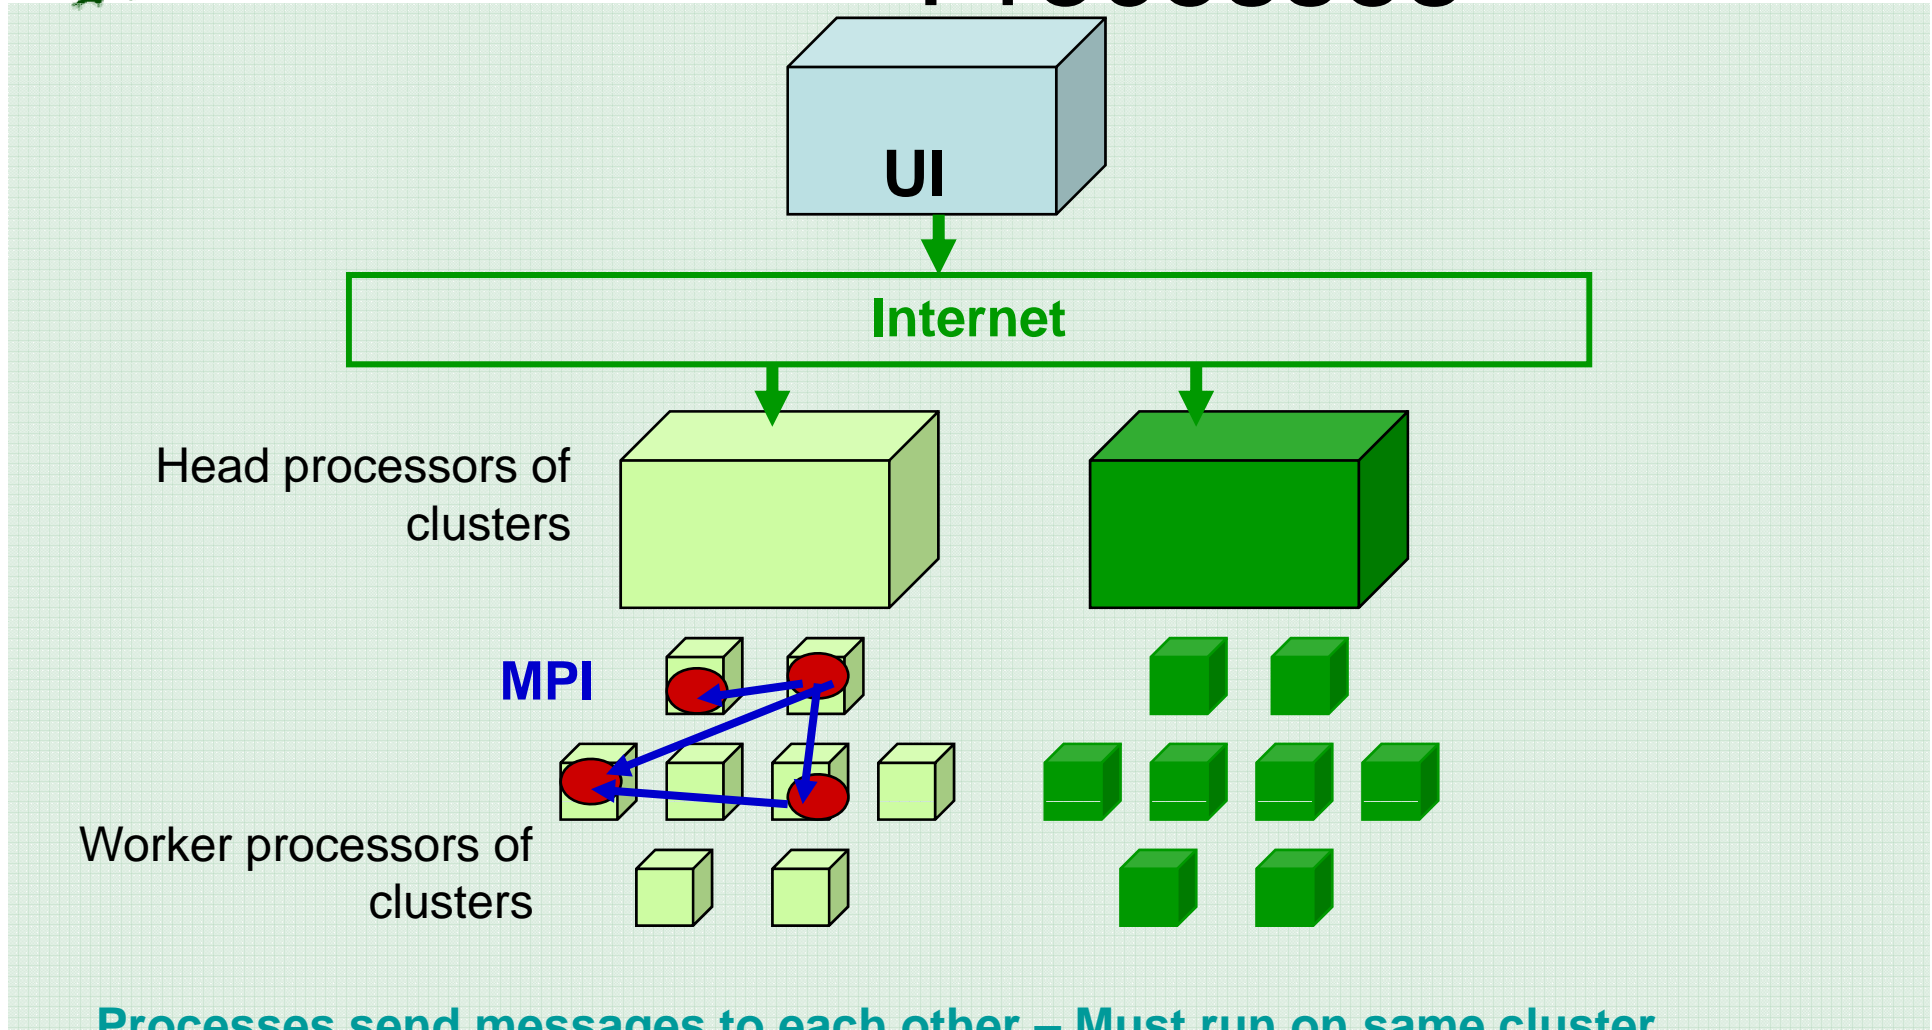 Processes
UI
Internet
Head processors of
clusters
MPI
Worker processors of
clusters
Processes send messages to each other – Must run on same cluster